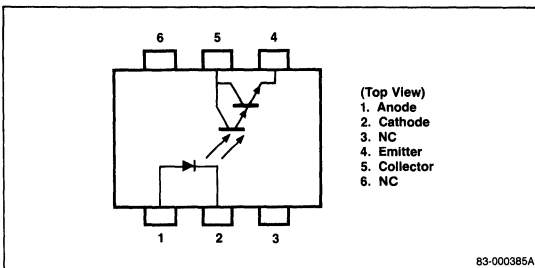 6 5 4
(Top View)
1. Anode
2. Cathode
3. NC
4. Emitter
5. Collector
6. NC
1 2 3
83-000385A